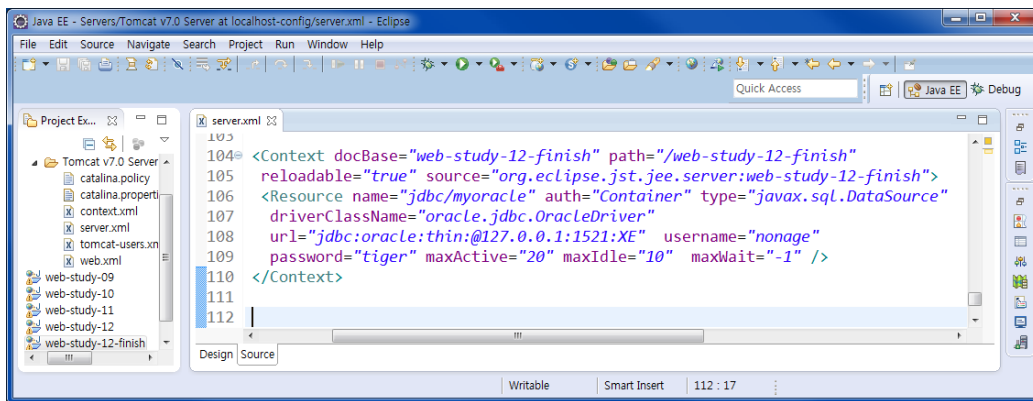 Java EE - Servers/Tomcat v7.0 Server at localhost-config/server.xml - Eclipse
File Edit Source Navigate Search Project Run Window Help
Quick Access
Java EE
Debug
Project Ex...
server.xml
Tomcat v7.0 Server
catalina.policy
catalina.properti
context.xml
server.xml
tomcat-users.xn
web.xml
web-study-09
web-study-10
web-study-11
web-study-12
web-study-12-finish
103
104 <Context docBase="web-study-12-finish" path="/web-study-12-finish"
105 reloadable="true" source="org.eclipse.jst.jee.server:web-study-12-finish">
106 <Resource name="jdbc/myoracle" auth="Container" type="javax.sql.DataSource"
107 driverClassName="oracle.jdbc.OracleDriver"
108 url="jdbc:oracle:thin:@127.0.0.1:1521:XE" username="nonage"
109 password="tiger" maxActive="20" maxIdle="10" maxWait="-1" />
110 </Context>
111
112
Design Source
Writable Smart Insert 112 : 17